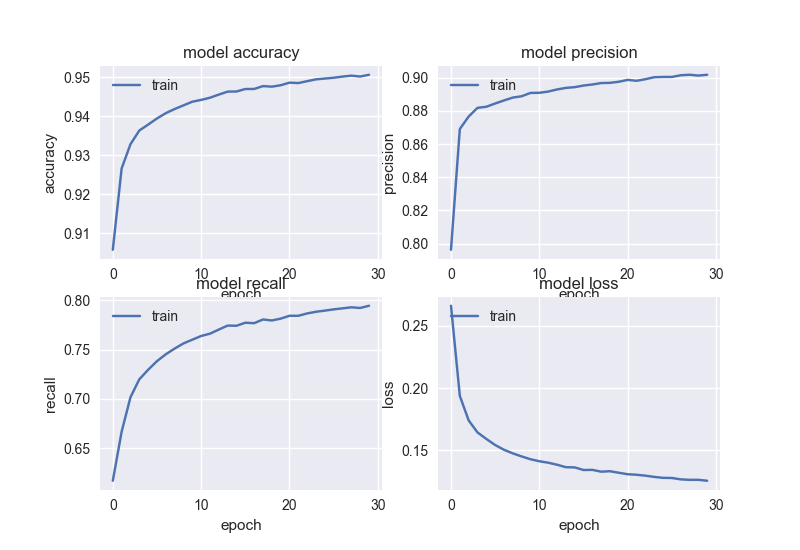 model accuracy
train
accuracy
0.95
0.94
0.93
0.92
0.91
0
10
20
30
epoch
model precision
train
precision
0.90
0.88
0.86
0.84
0.82
0.80
0
10
20
30
epoch
model recall
train
recall
0.80
0.75
0.70
0.65
0
10
20
30
epoch
model loss
train
loss
0.25
0.20
0.15
0
10
20
30
epoch